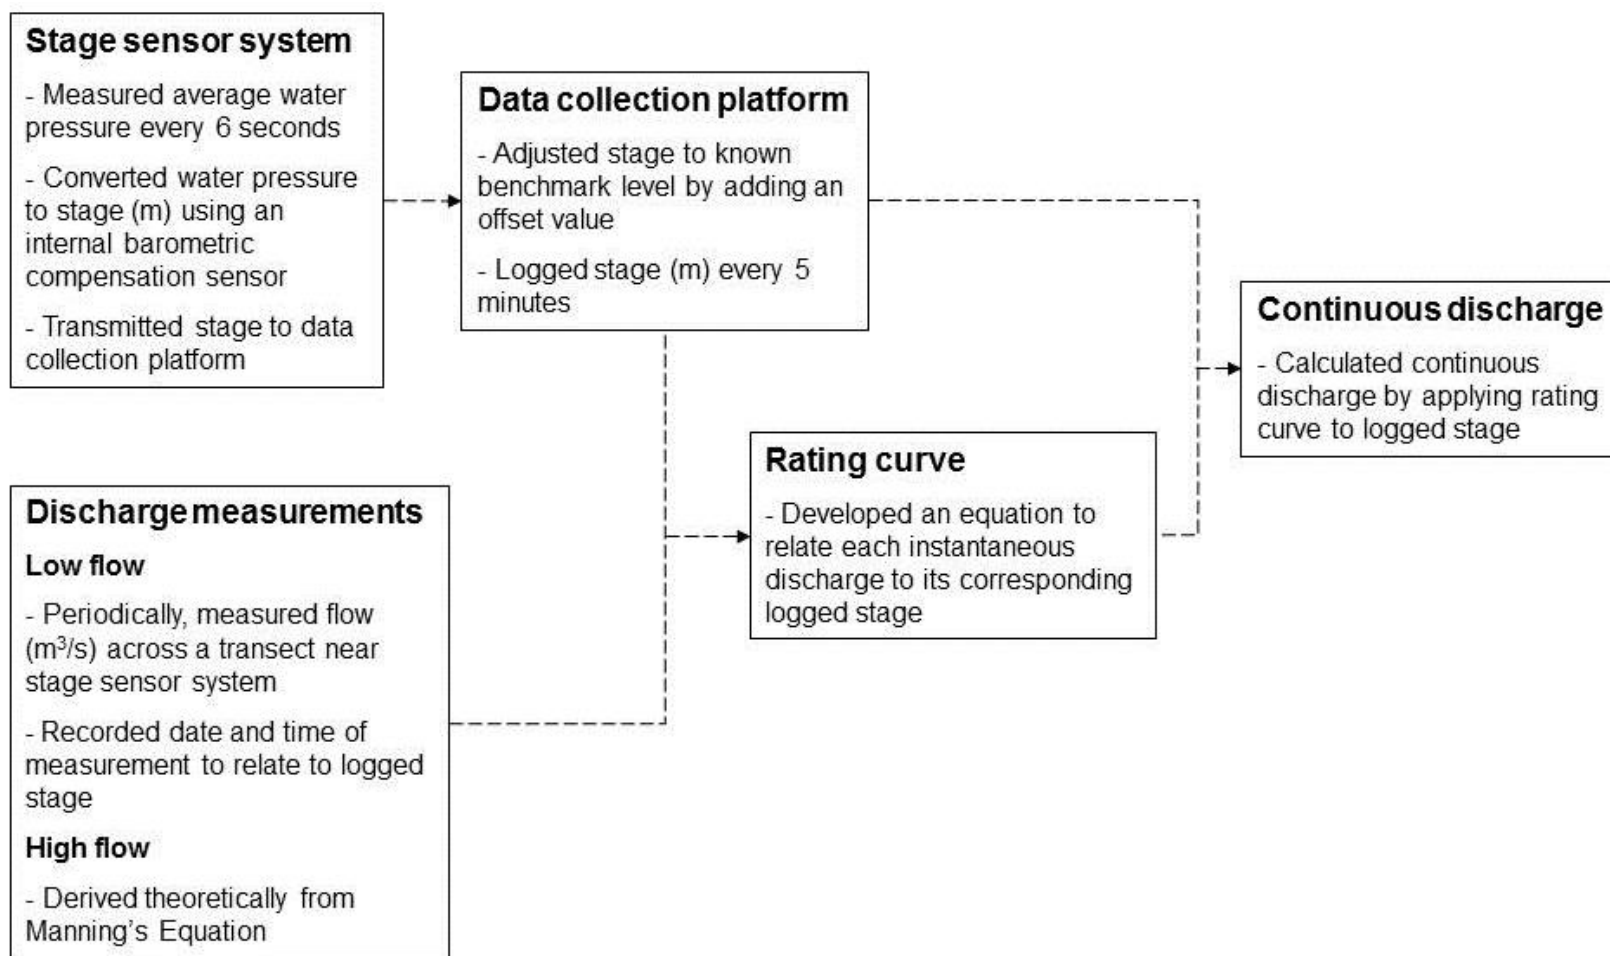 Stage sensor system
- Measured average water
pressure every 6 seconds
- Converted water pressure
to stage (m) using an
internal barometric
compensation sensor
- Transmitted stage to data
collection platform
Data collection platform
- Adjusted stage to known
benchmark level by adding an
offset value
- Logged stage (m) every 5
minutes
Continuous discharge
- Calculated continuous
discharge by applying rating
curve to logged stage
Rating curve
- Developed an equation to
relate each instantaneous
discharge to its corresponding
logged stage
Discharge measurements
Low flow
- Periodically, measured flow
(m³/s) across a transect near
stage sensor system
- Recorded date and time of
measurement to relate to logged
stage
High flow
- Derived theoretically from
Manning's Equation